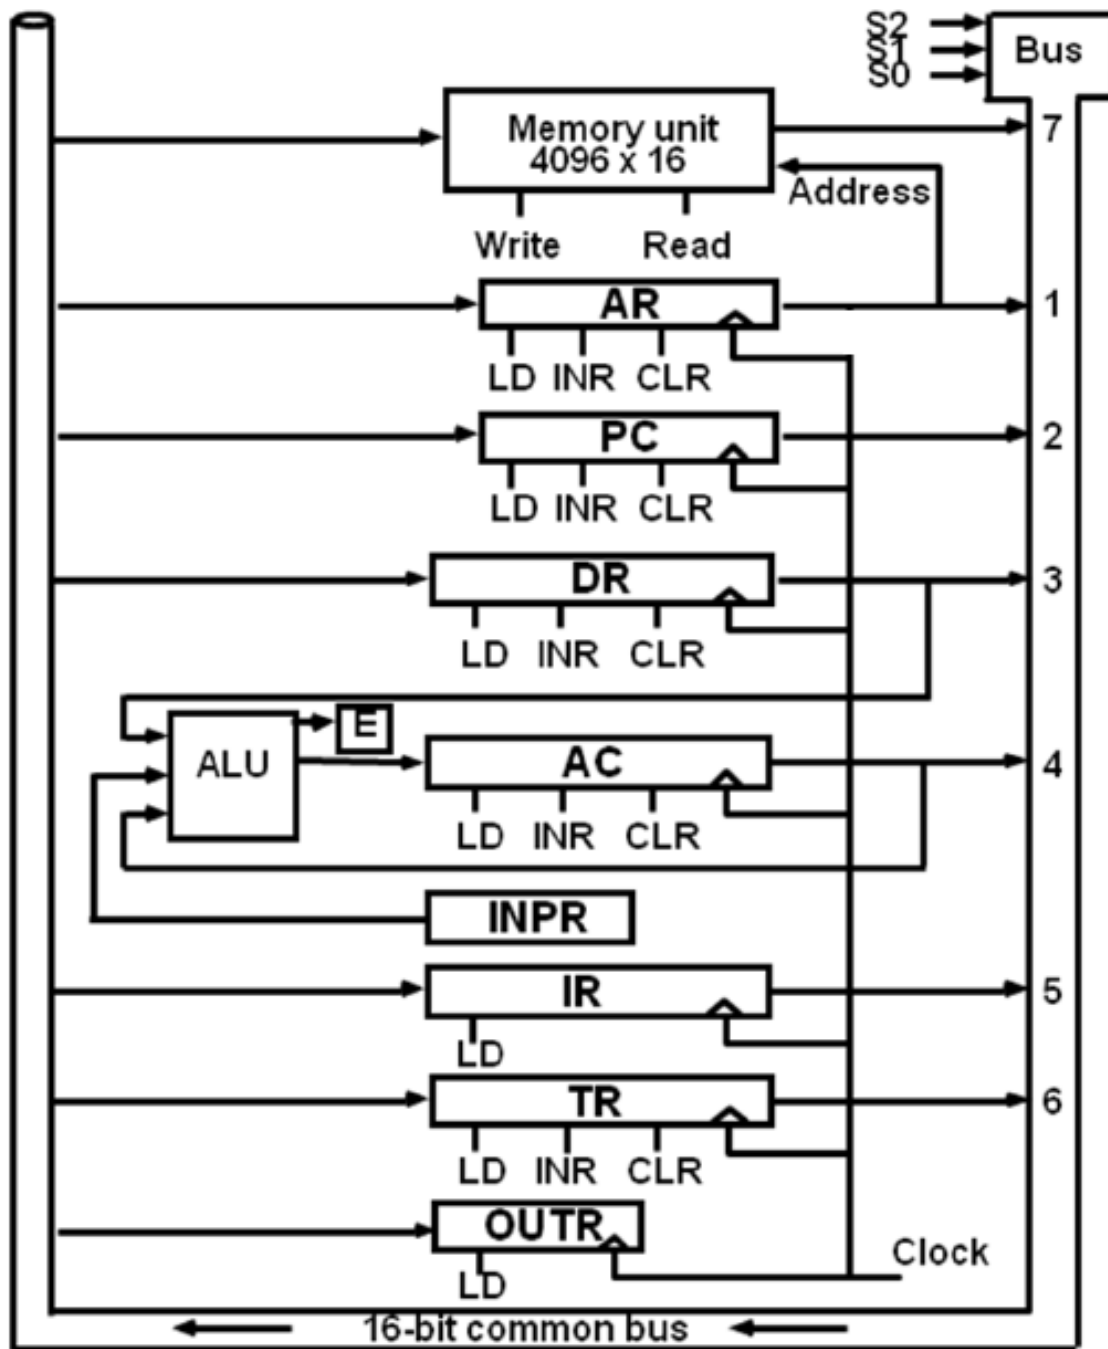 S2
S1
S0
Bus
Memory unit
4096 x 16
7
Address
Write Read
AR
1
LD INR CLR
PC
2
LD INR CLR
DR
3
LD INR CLR
E
ALU
AC
4
LD INR CLR
INPR
IR
5
LD
TR
6
LD INR CLR
OUTR
Clock
LD
16-bit common bus